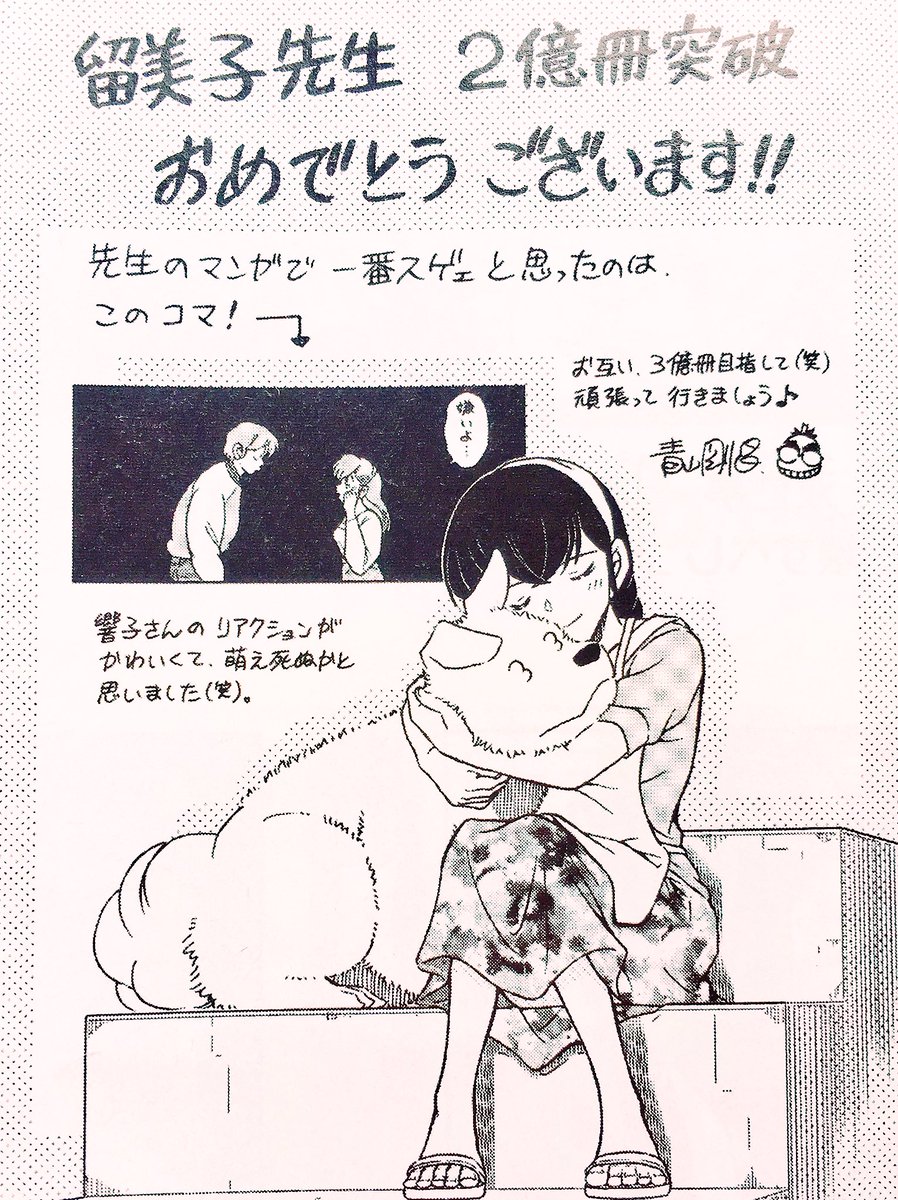 留美子先生 2億冊突破
おめでとうございます!!
先生のマンガで一番スゲェと思ったのは、
このコマ!
お互い、3億冊目指して(笑)
頑張って行きましょう♪
青山剛昌
嫌いよ…
響子さんのリアクションが
かわいくて、萌え死ぬかと
思いました(笑)。